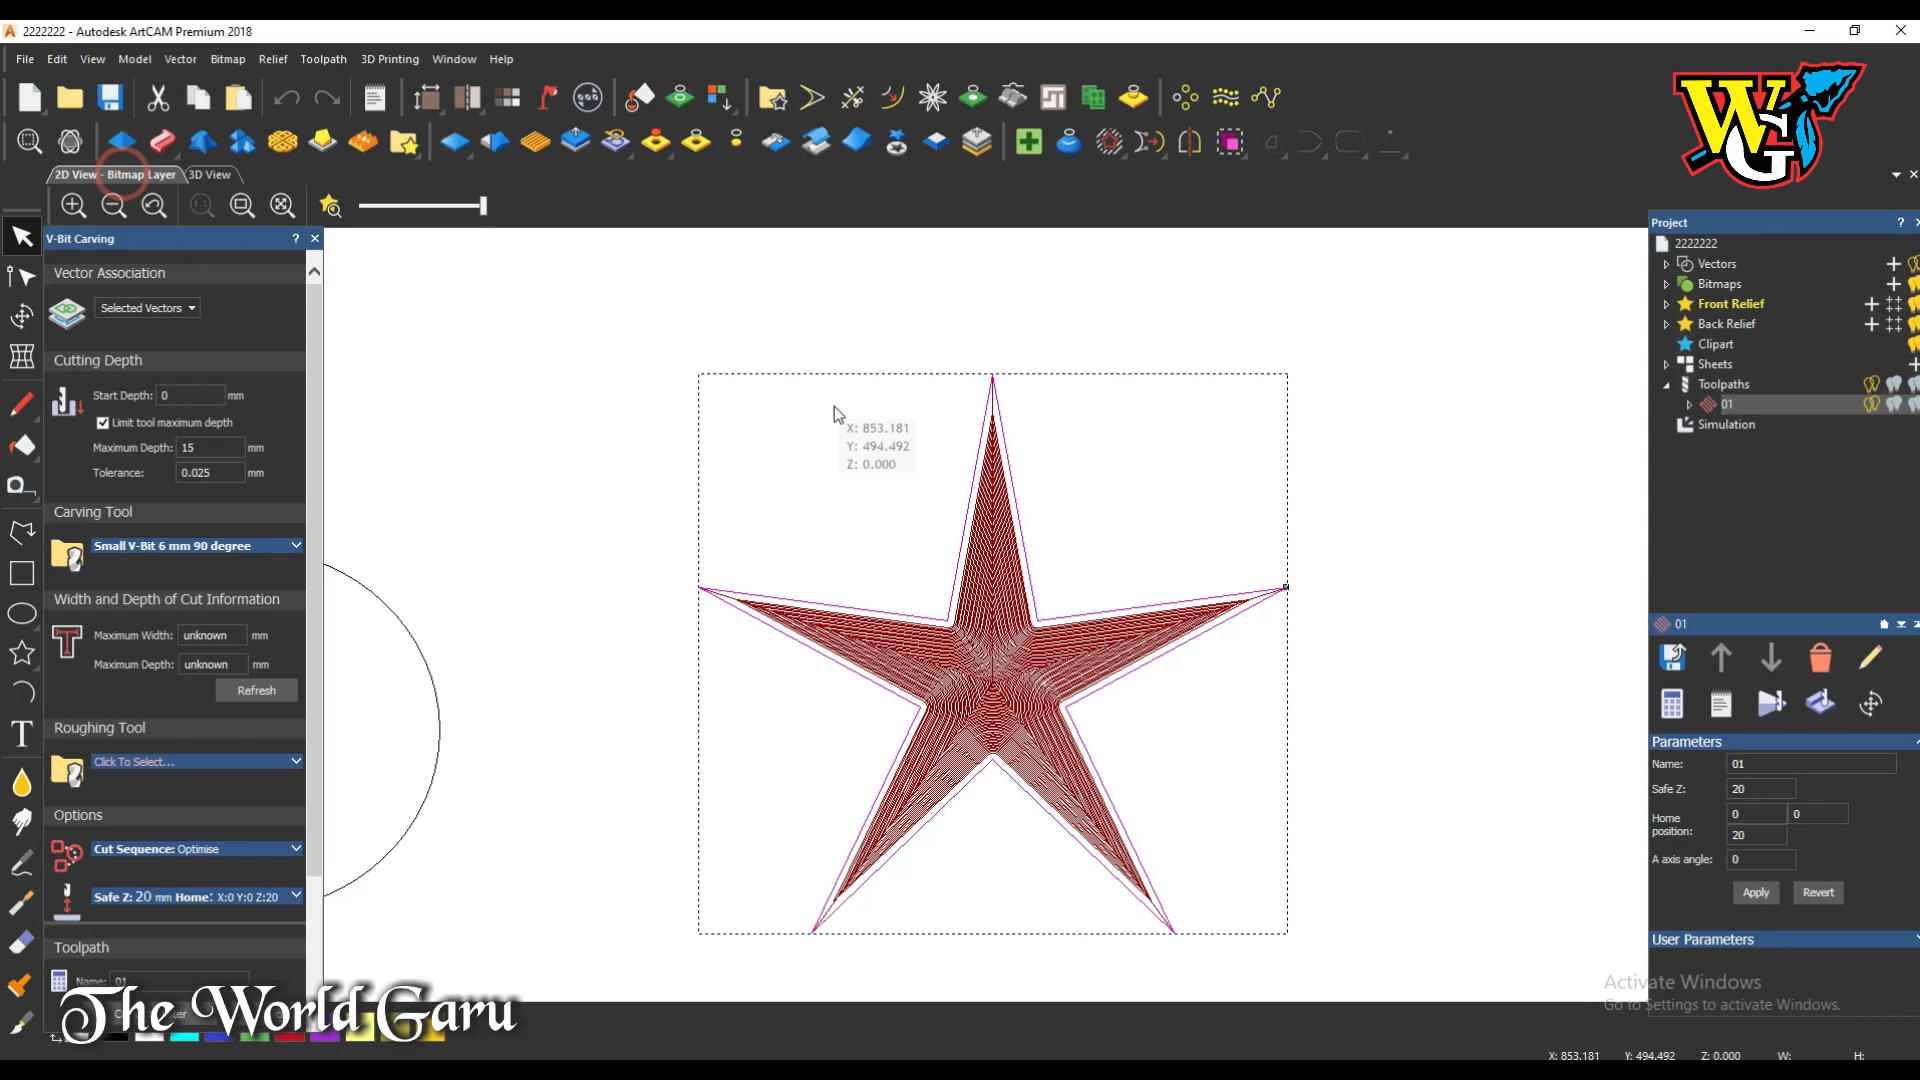 2222222 - Autodesk ArtCAM Premium 2018
File Edit View Model Vector Bitmap Relief Toolpath 3D Printing Window Help
2D View - Bitmap Layer 3D View
WG
V-Bit Carving
Vector Association
Selected Vectors
Cutting Depth
Start Depth: 0 mm
Limit tool maximum depth
Maximum Depth: 15 mm
Tolerance: 0.025 mm
Carving Tool
Small V-Bit 6 mm 90 degree
Width and Depth of Cut Information
Maximum Width: unknown mm
Maximum Depth: unknown mm
Refresh
Roughing Tool
Click To Select...
Options
Cut Sequence: Optimise
Safe Z: 20 mm Home: X:0 Y:0 Z:20
Toolpath
Name: 01
The World Garu
X: 853.181
Y: 494.492
Z: 0.000
Project
2222222
Vectors
Bitmaps
Front Relief
Back Relief
Clipart
Sheets
Toolpaths
01
Simulation
01
Parameters
Name: 01
Safe Z: 20
Home position: 0 0
20
A axis angle: 0
Apply Revert
User Parameters
Activate Windows
Go to Settings to activate Windows.
X: 853.181 Y: 494.492 Z: 0.000 W: H: